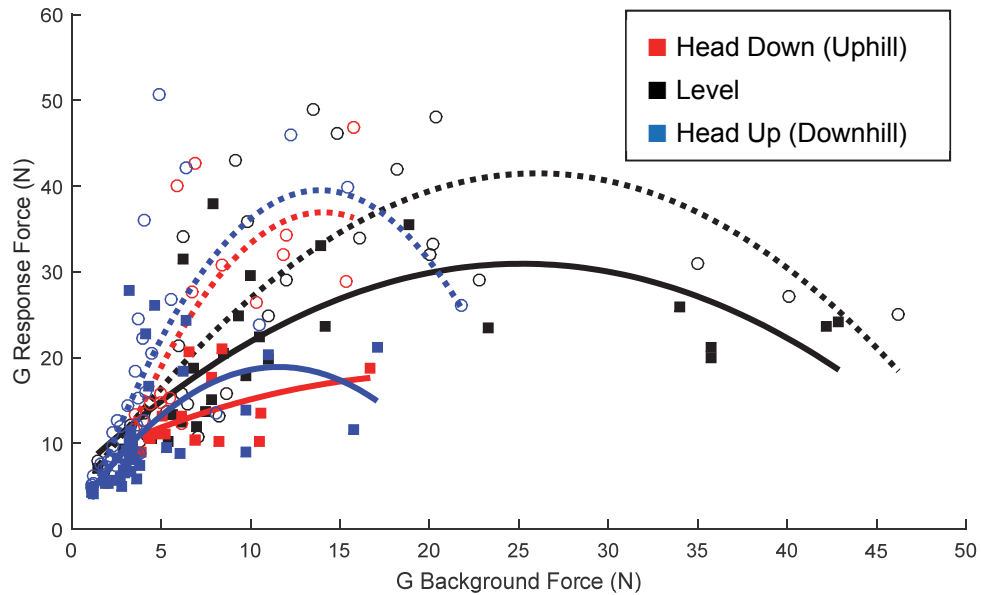 60
50
40
30
20
10
0
0 5 10 15 20 25 30 35 40 45 50
G Response Force (N)
G Background Force (N)
Head Down (Uphill)
Level
Head Up (Downhill)